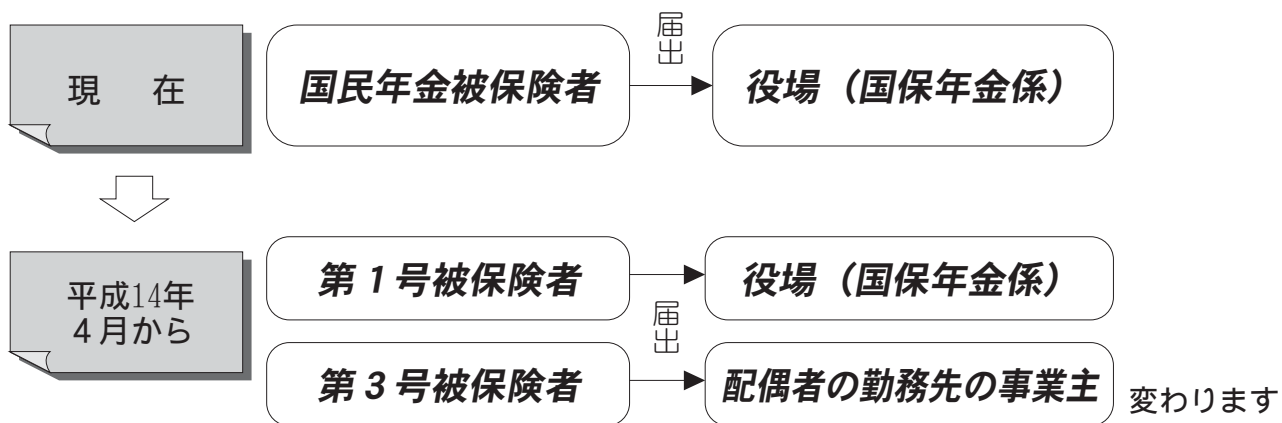 現　在
国民年金被保険者
届出
役場（国保年金係）
平成14年
４月から
第１号被保険者
役場（国保年金係）
届出
第３号被保険者
配偶者の勤務先の事業主
変わります